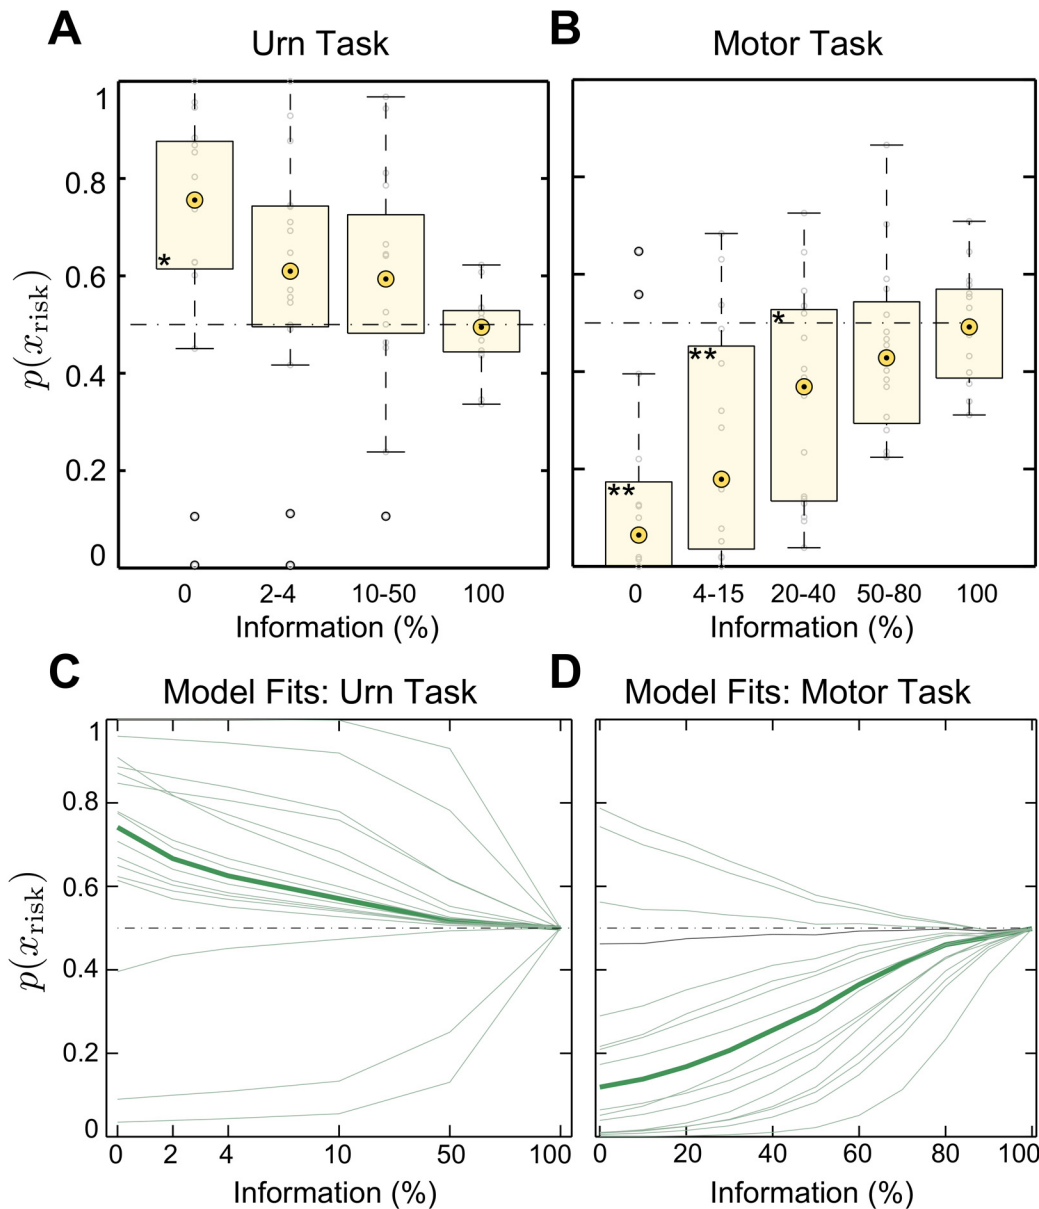 A
Urn Task
B
Motor Task
1
0.8
0.6
0.4
0.2
0
p(x_risk)
*
**
**
*
0
2-4
10-50
100
0
4-15
20-40
50-80
100
Information (%)
Information (%)
C
Model Fits: Urn Task
D
Model Fits: Motor Task
1
0.8
0.6
0.4
0.2
0
p(x_risk)
0 2 4 10 50 100
0 20 40 60 80 100
Information (%)
Information (%)